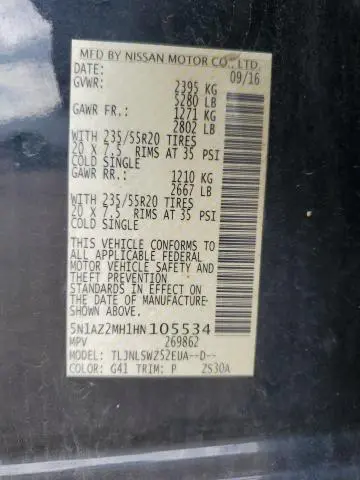 MFD BY NISSAN MOTOR CO., LTD.
DATE: 09/16
GVWR: 2395 KG
5280 LB
GAWR FR.: 1271 KG
2802 LB
WITH 235/55R20 TIRES
20 X 7.5 RIMS AT 35 PSI
COLD SINGLE
GAWR RR.: 1210 KG
2667 LB
WITH 235/55R20 TIRES
20 X 7.5 RIMS AT 35 PSI
COLD SINGLE
THIS VEHICLE CONFORMS TO
ALL APPLICABLE FEDERAL
MOTOR VEHICLE SAFETY AND
THEFT PREVENTION
STANDARDS IN EFFECT ON
THE DATE OF MANUFACTURE
SHOWN ABOVE.
5N1AZ2MH1HN105534
MPV 269862
MODEL: TLJNLSWZ52EUA--D--
COLOR: G41 TRIM: P ZS30A